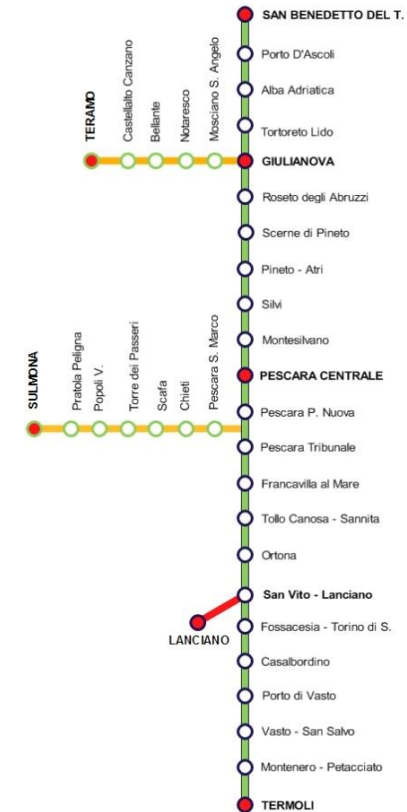 SAN BENEDETTO DEL T.
Porto D'Ascoli
Alba Adriatica
Tortoreto Lido
TERAMO
Castellalto Canzano
Bellante
Notaresco
Mosciano S. Angelo
GIULIANOVA
Roseto degli Abruzzi
Scerne di Pineto
Pineto - Atri
Silvi
Montesilvano
PESCARA CENTRALE
Pescara P. Nuova
SULMONA
Pratola Peligna
Popoli V.
Torre dei Passeri
Scafa
Chieti
Pescara S. Marco
Pescara Tribunale
Francavilla al Mare
Tollo Canosa - Sannita
Ortona
San Vito - Lanciano
LANCIANO
Fossacesia - Torino di S.
Casalbordino
Porto di Vasto
Vasto - San Salvo
Montenero - Petacciato
TERMOLI